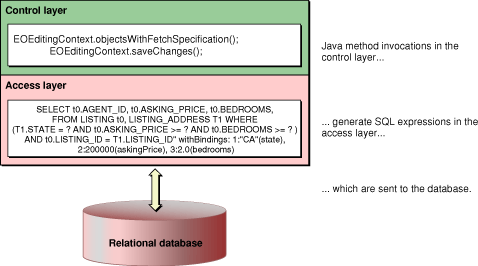 Control layer
EOEditingContext.objectsWithFetchSpecification();
EOEditingContext.saveChanges();
Java method invocations in the
control layer...
Access layer
SELECT t0.AGENT_ID, t0.ASKING_PRICE, t0.BEDROOMS,
FROM LISTING t0, LISTING_ADDRESS T1 WHERE
(T1.STATE = ? AND t0.ASKING_PRICE >= ? AND t0.BEDROOMS >= ? )
AND t0.LISTING_ID = T1.LISTING_ID" withBindings: 1:"CA"(state),
2:200000(askingPrice), 3:2.0(bedrooms)
... generate SQL expressions in the
access layer...
... which are sent to the database.
Relational database